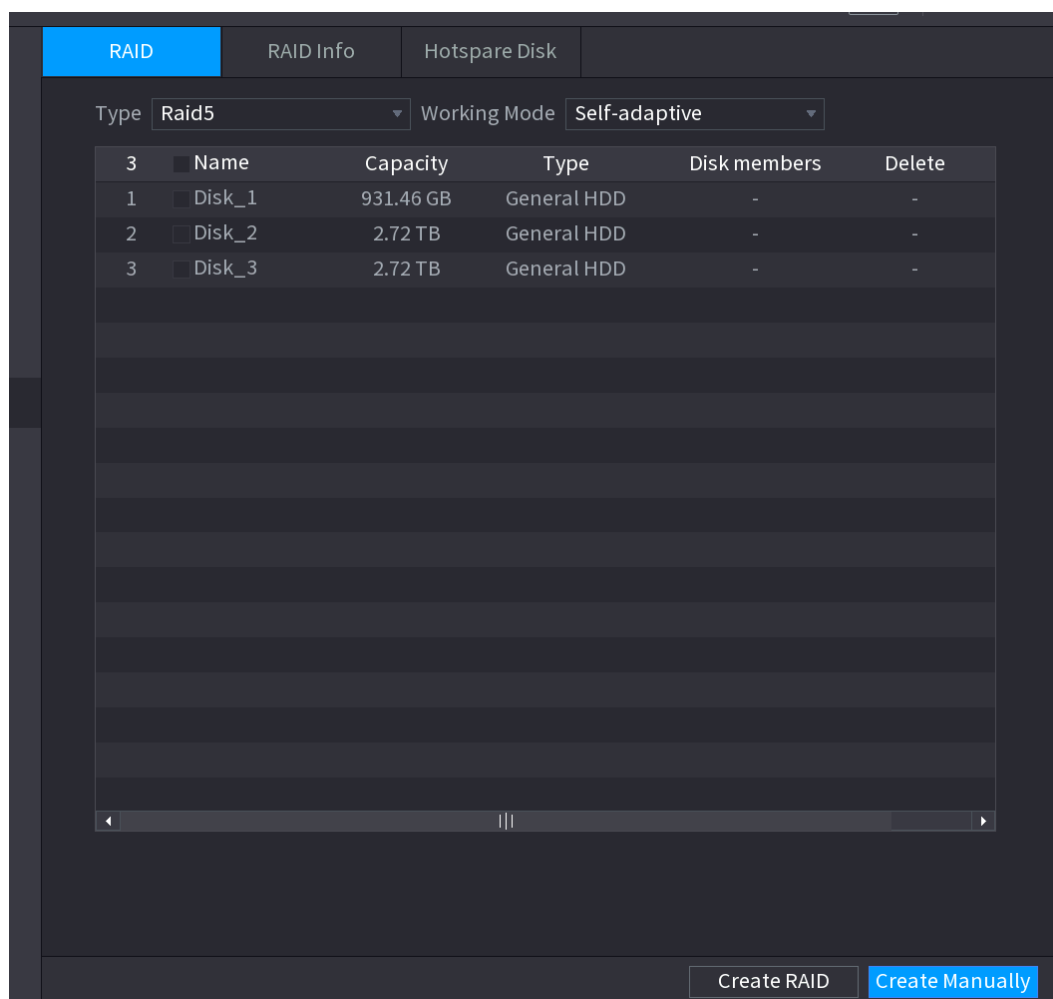 RAID RAID Info Hotspare Disk
Type Raid5 Working Mode Self-adaptive
3 Name Capacity Type Disk members Delete
1 Disk_1 931.46 GB General HDD - -
2 Disk_2 2.72 TB General HDD - -
3 Disk_3 2.72 TB General HDD - -
Create RAID Create Manually